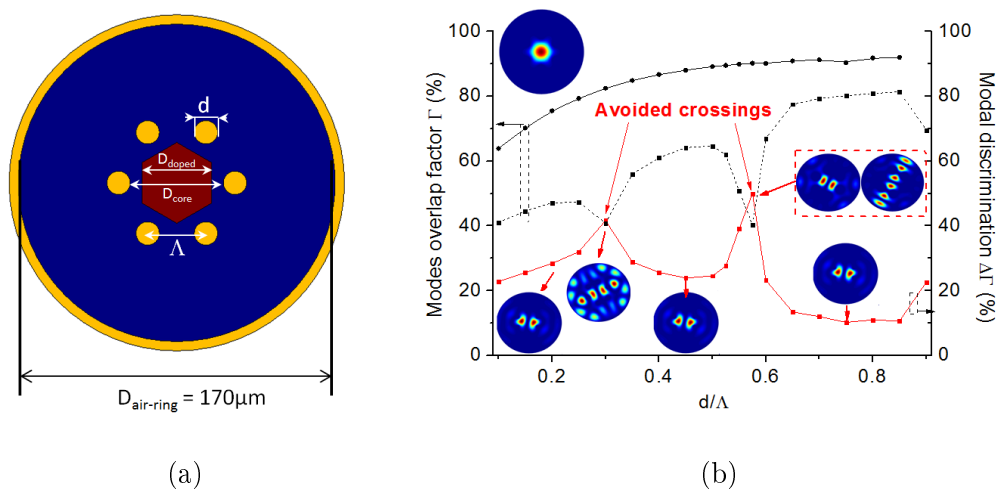 d
D_doped
D_core
Λ
D_air-ring = 170μm
(a)
Modes overlap factor Γ (%)
100
80
60
40
20
0
Avoided crossings
100
80
60
40
20
0
Modal discrimination ΔΓ (%)
0.2
0.4
0.6
0.8
d/Λ
(b)